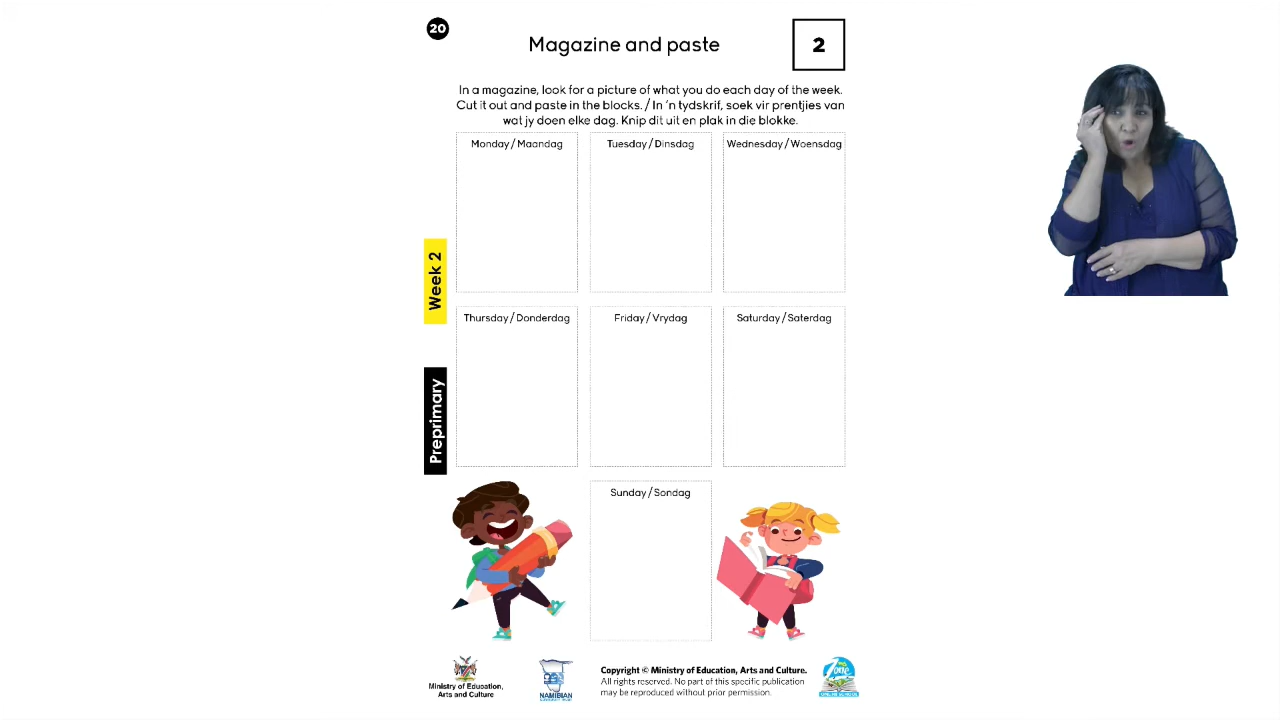 20
Magazine and paste
2
In a magazine, look for a picture of what you do each day of the week.
Cut it out and paste in the blocks. / In 'n tydskrif, soek vir prentjies van
wat jy doen elke dag. Knip dit uit en plak in die blokke.
Monday / Maandag
Tuesday / Dinsdag
Wednesday / Woensdag
Week 2
Thursday / Donderdag
Friday / Vrydag
Saturday / Saterdag
Preprimary
Sunday / Sondag
Ministry of Education,
Arts and Culture
NAMIBIAN
Copyright © Ministry of Education, Arts and Culture.
All rights reserved. No part of this specific publication
may be reproduced without prior permission.
Zone